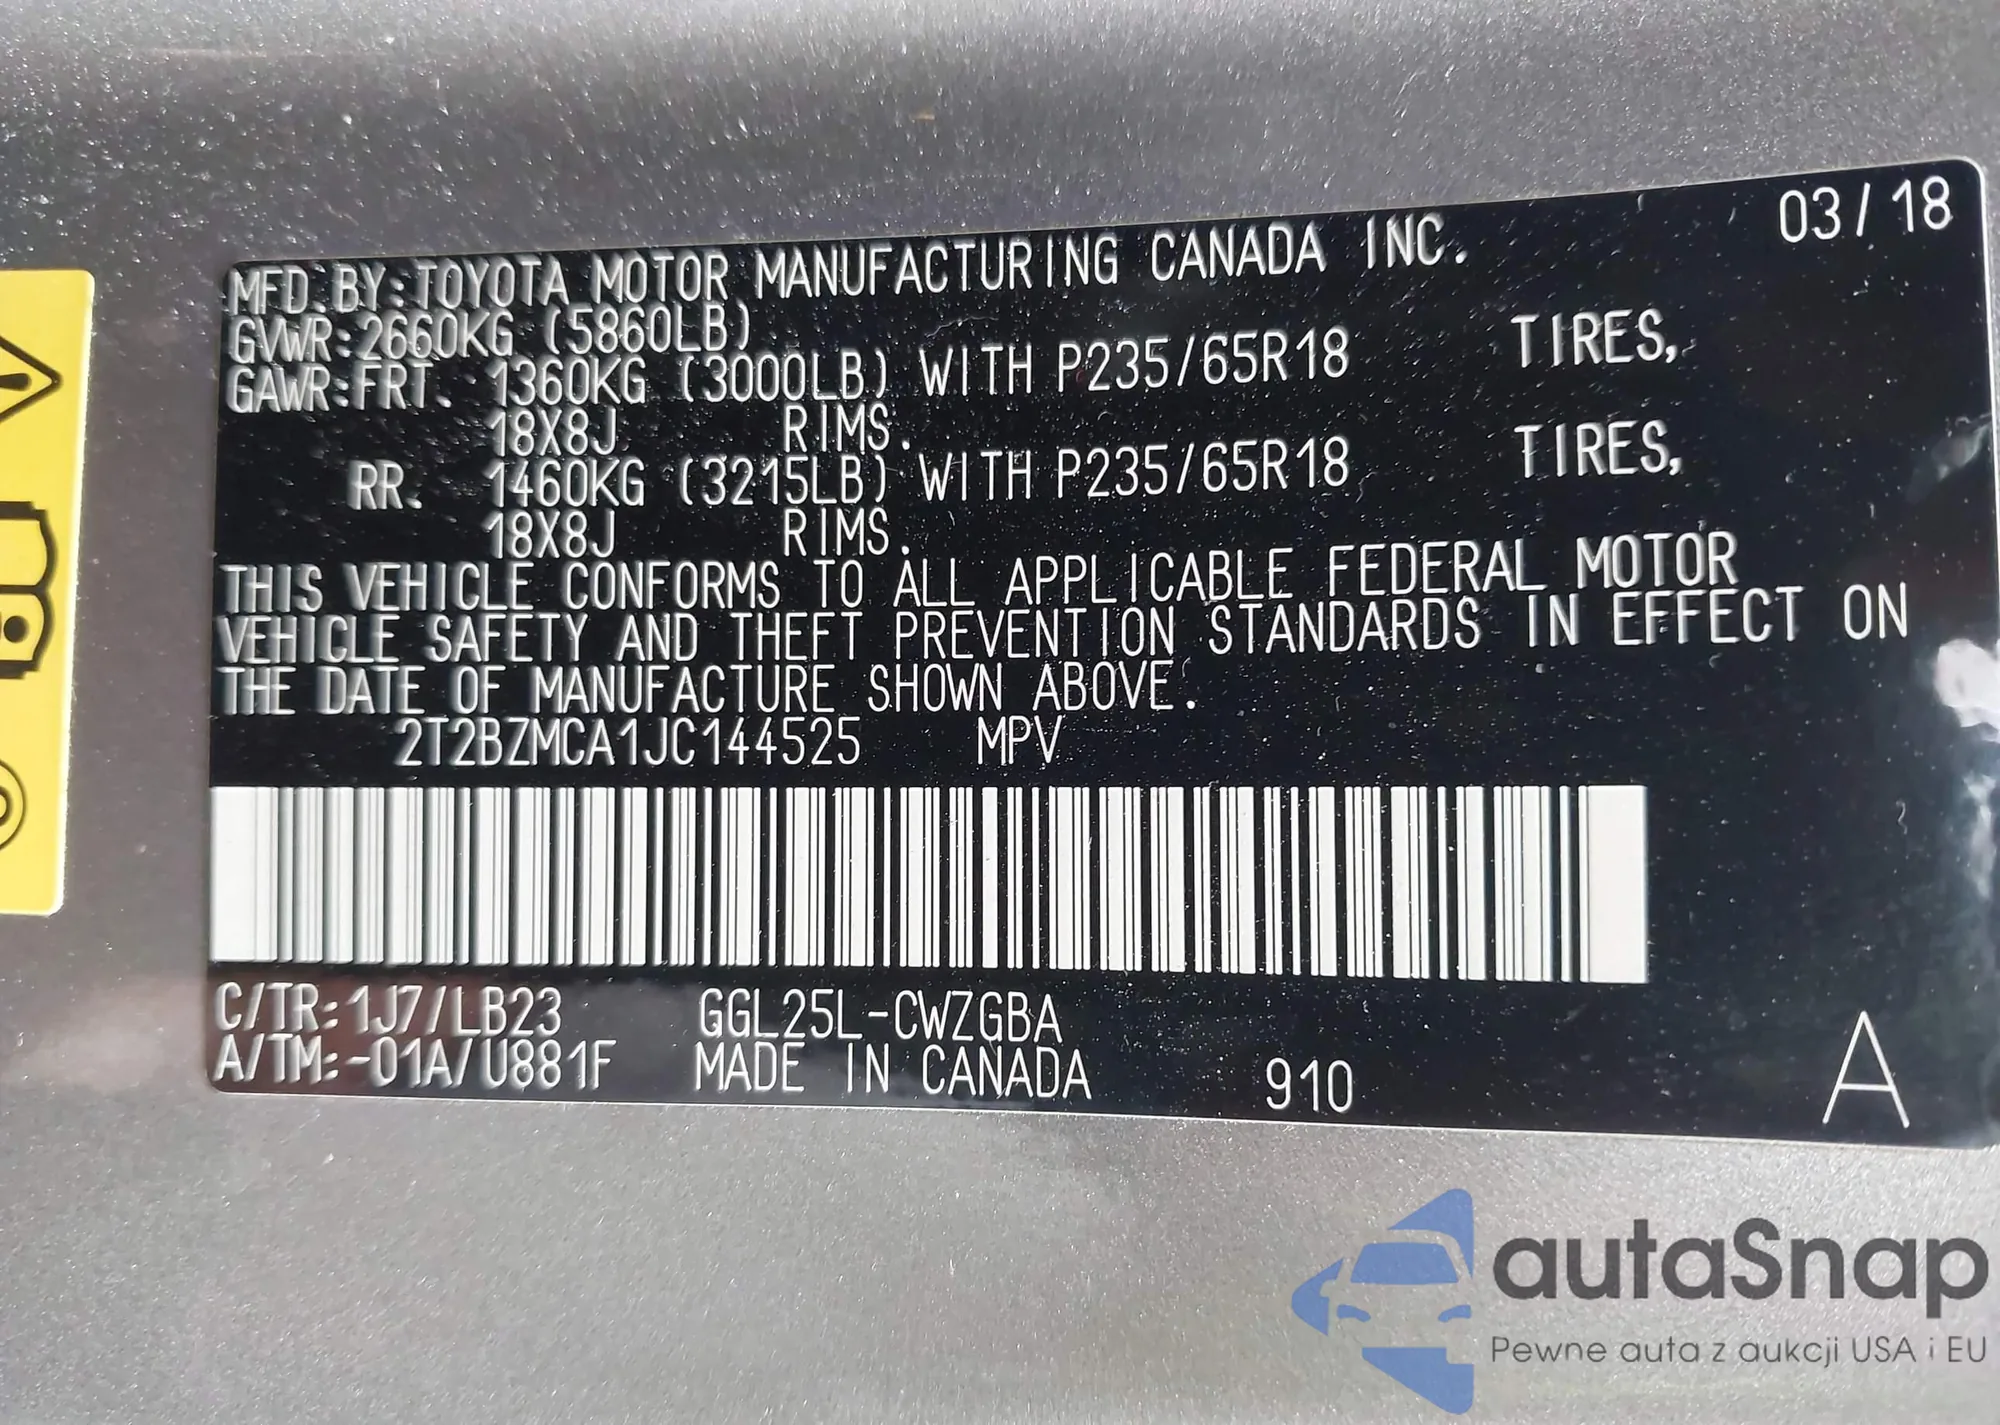 03/18
MFD.BY:TOYOTA MOTOR MANUFACTURING CANADA INC.
GVWR:2660KG (5860LB)
GAWR:FRT. 1360KG (3000LB) WITH P235/65R18 TIRES,
18X8J RIMS.
RR. 1460KG (3215LB) WITH P235/65R18 TIRES,
18X8J RIMS.
THIS VEHICLE CONFORMS TO ALL APPLICABLE FEDERAL MOTOR
VEHICLE SAFETY AND THEFT PREVENTION STANDARDS IN EFFECT ON
THE DATE OF MANUFACTURE SHOWN ABOVE.
2T2BZMCA1JC144525 MPV
C/TR:1J7/LB23 GGL25L-CWZGBA
A/TM:-01A/U881F MADE IN CANADA 910 A
autaSnap
Pewne auta z aukcji USA i EU